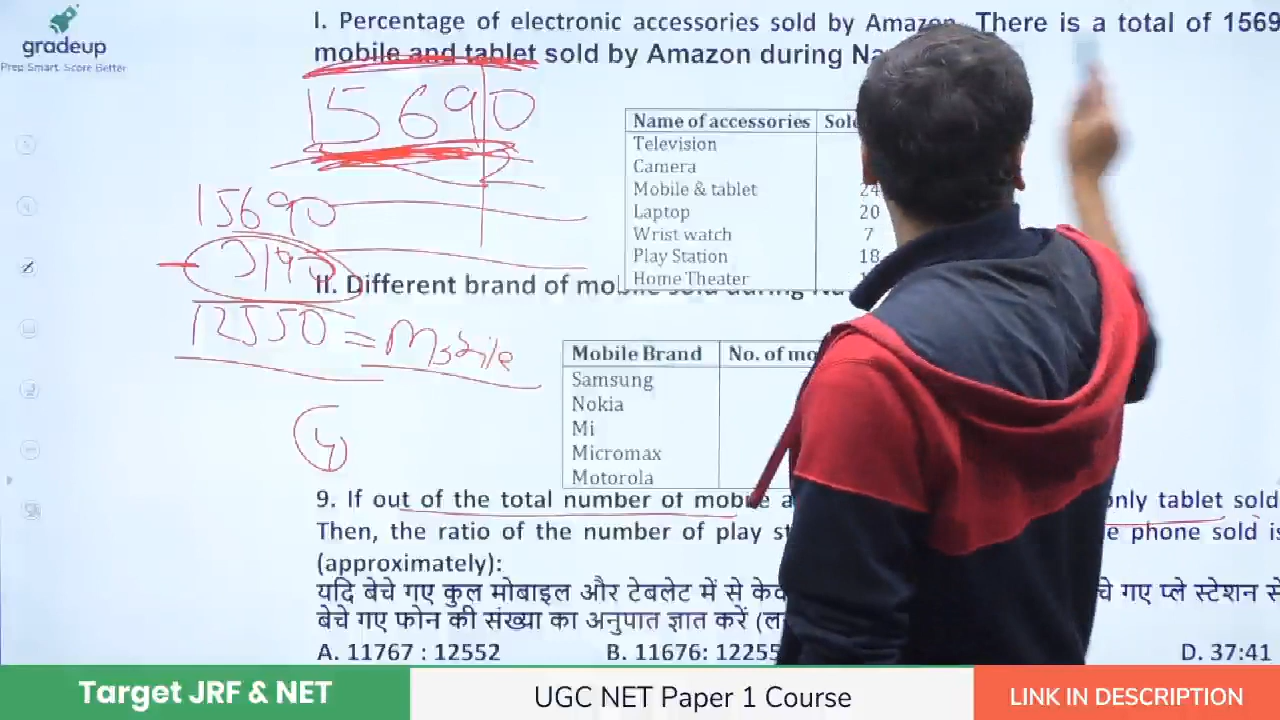 gradeup
Prep Smart. Score Better
I. Percentage of electronic accessories sold by Amazon. There is a total of 1569
mobile and tablet sold by Amazon during Na
15690
15690
3140
12550 = Mobile
Name of accessories Sol
Television
Camera
Mobile & tablet 24
Laptop 20
Wrist watch 7
Play Station 18
Home Theater
II. Different brand of mobile sold during Na
Mobile Brand No. of mo
Samsung
Nokia
Mi
Micromax
Motorola
9. If out of the total number of mobile a only tablet sold
Then, the ratio of the number of play st e phone sold is
(approximately):
यदि बेचे गए कुल मोबाइल और टेबलेट में से के चे गए प्ले स्टेशन से
बेचे गए फोन की संख्या का अनुपात ज्ञात करें (ल
A. 11767 : 12552 B. 11676: 12255 D. 37:41
Target JRF & NET UGC NET Paper 1 Course LINK IN DESCRIPTION